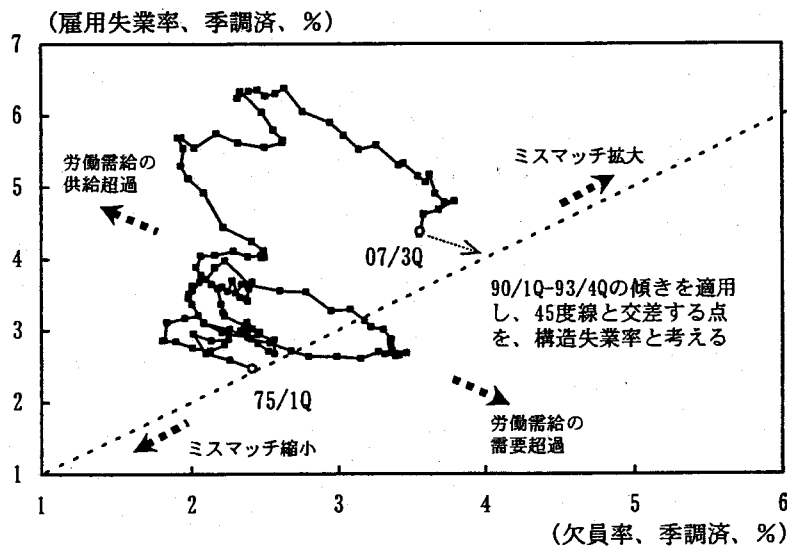 (雇用失業率、季調済、%)
7
6
5
4
3
2
1
労働需給の
供給超過
ミスマッチ拡大
07/3Q
90/1Q-93/4Qの傾きを適用
し、45度線と交差する点
を、構造失業率と考える
75/1Q
労働需給の
需要超過
ミスマッチ縮小
1 2 3 4 5 6
(欠員率、季調済、%)